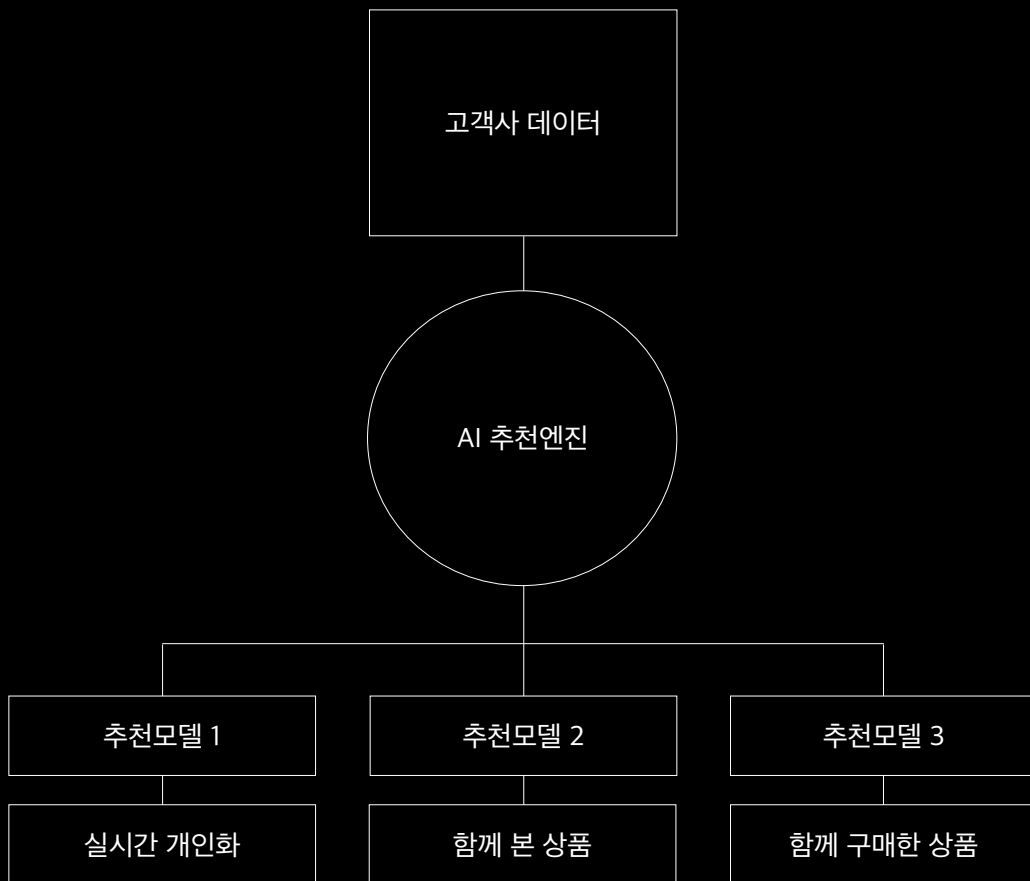 고객사 데이터
AI 추천엔진
추천모델 1
추천모델 2
추천모델 3
실시간 개인화
함께 본 상품
함께 구매한 상품